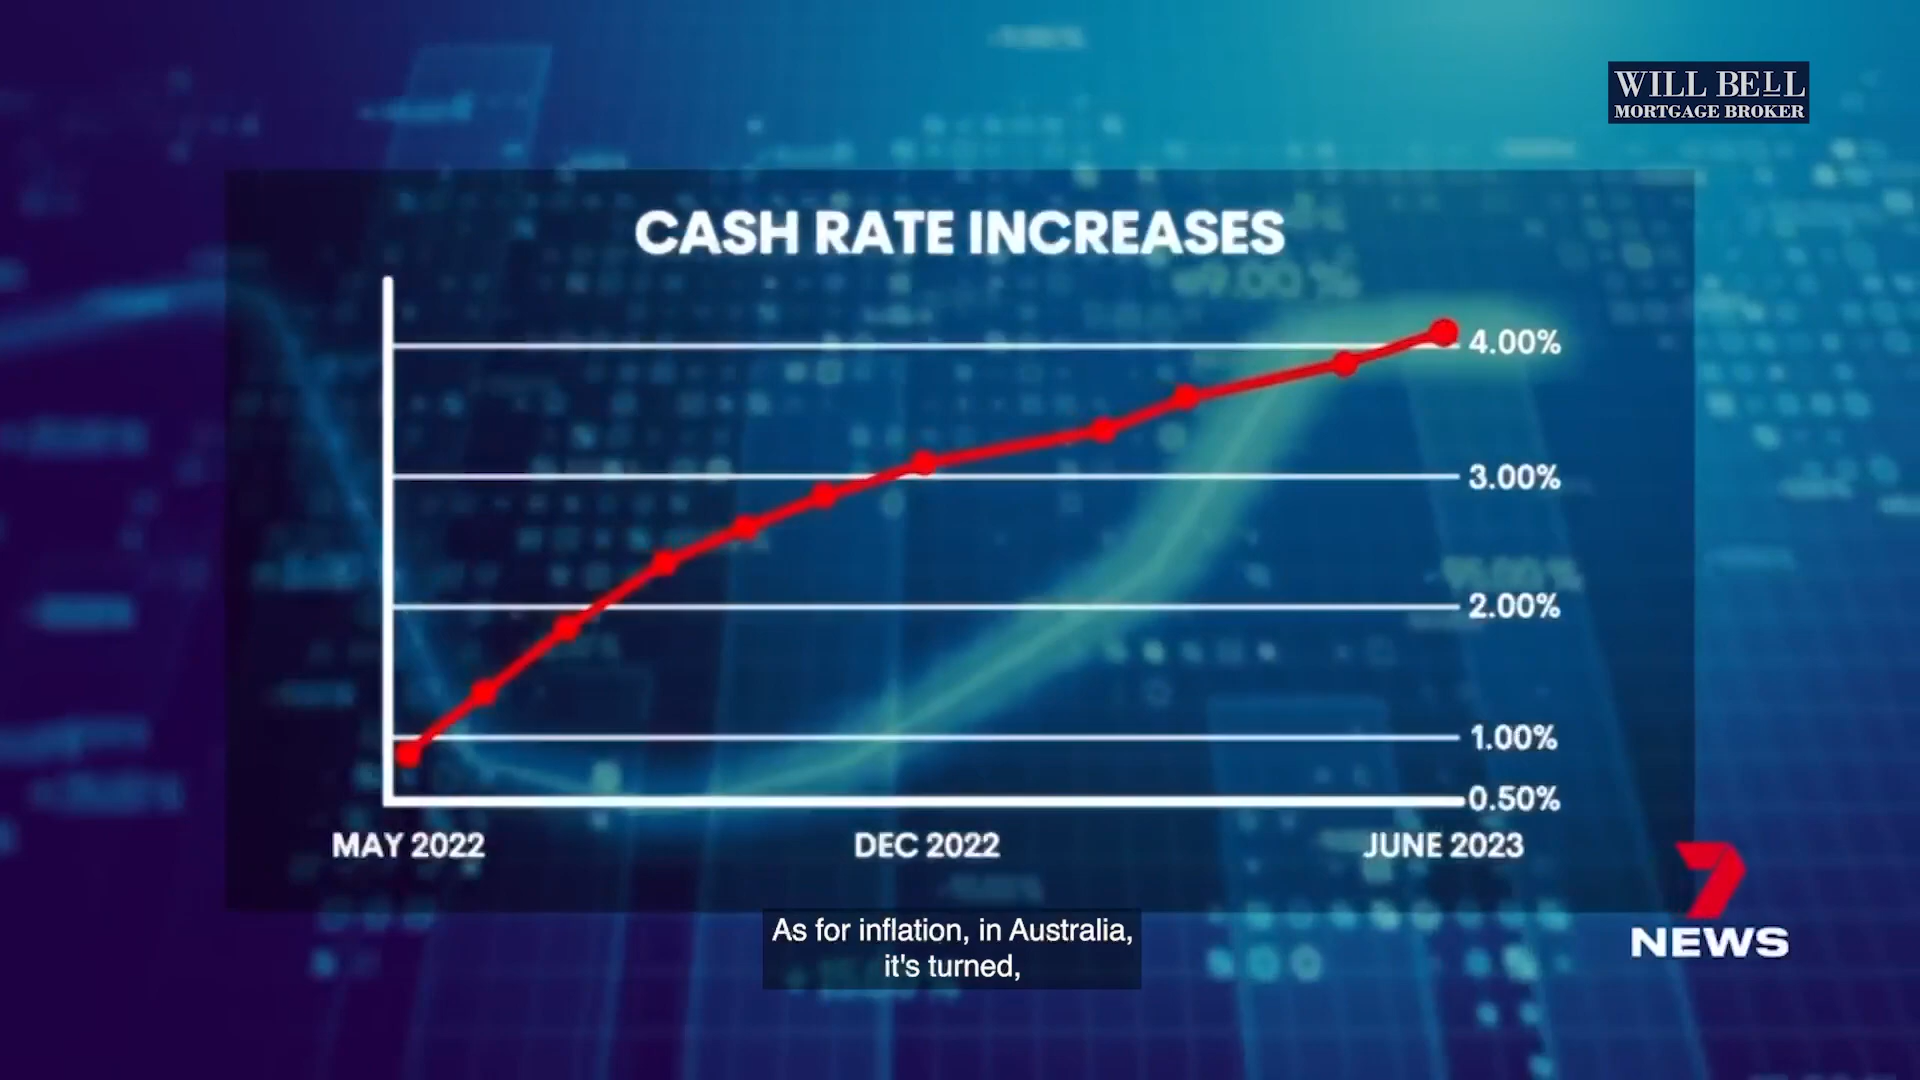 WILL BELL
MORTGAGE BROKER
CASH RATE INCREASES
4.00%
3.00%
2.00%
1.00%
0.50%
MAY 2022
DEC 2022
JUNE 2023
7
NEWS
As for inflation, in Australia,
it's turned,